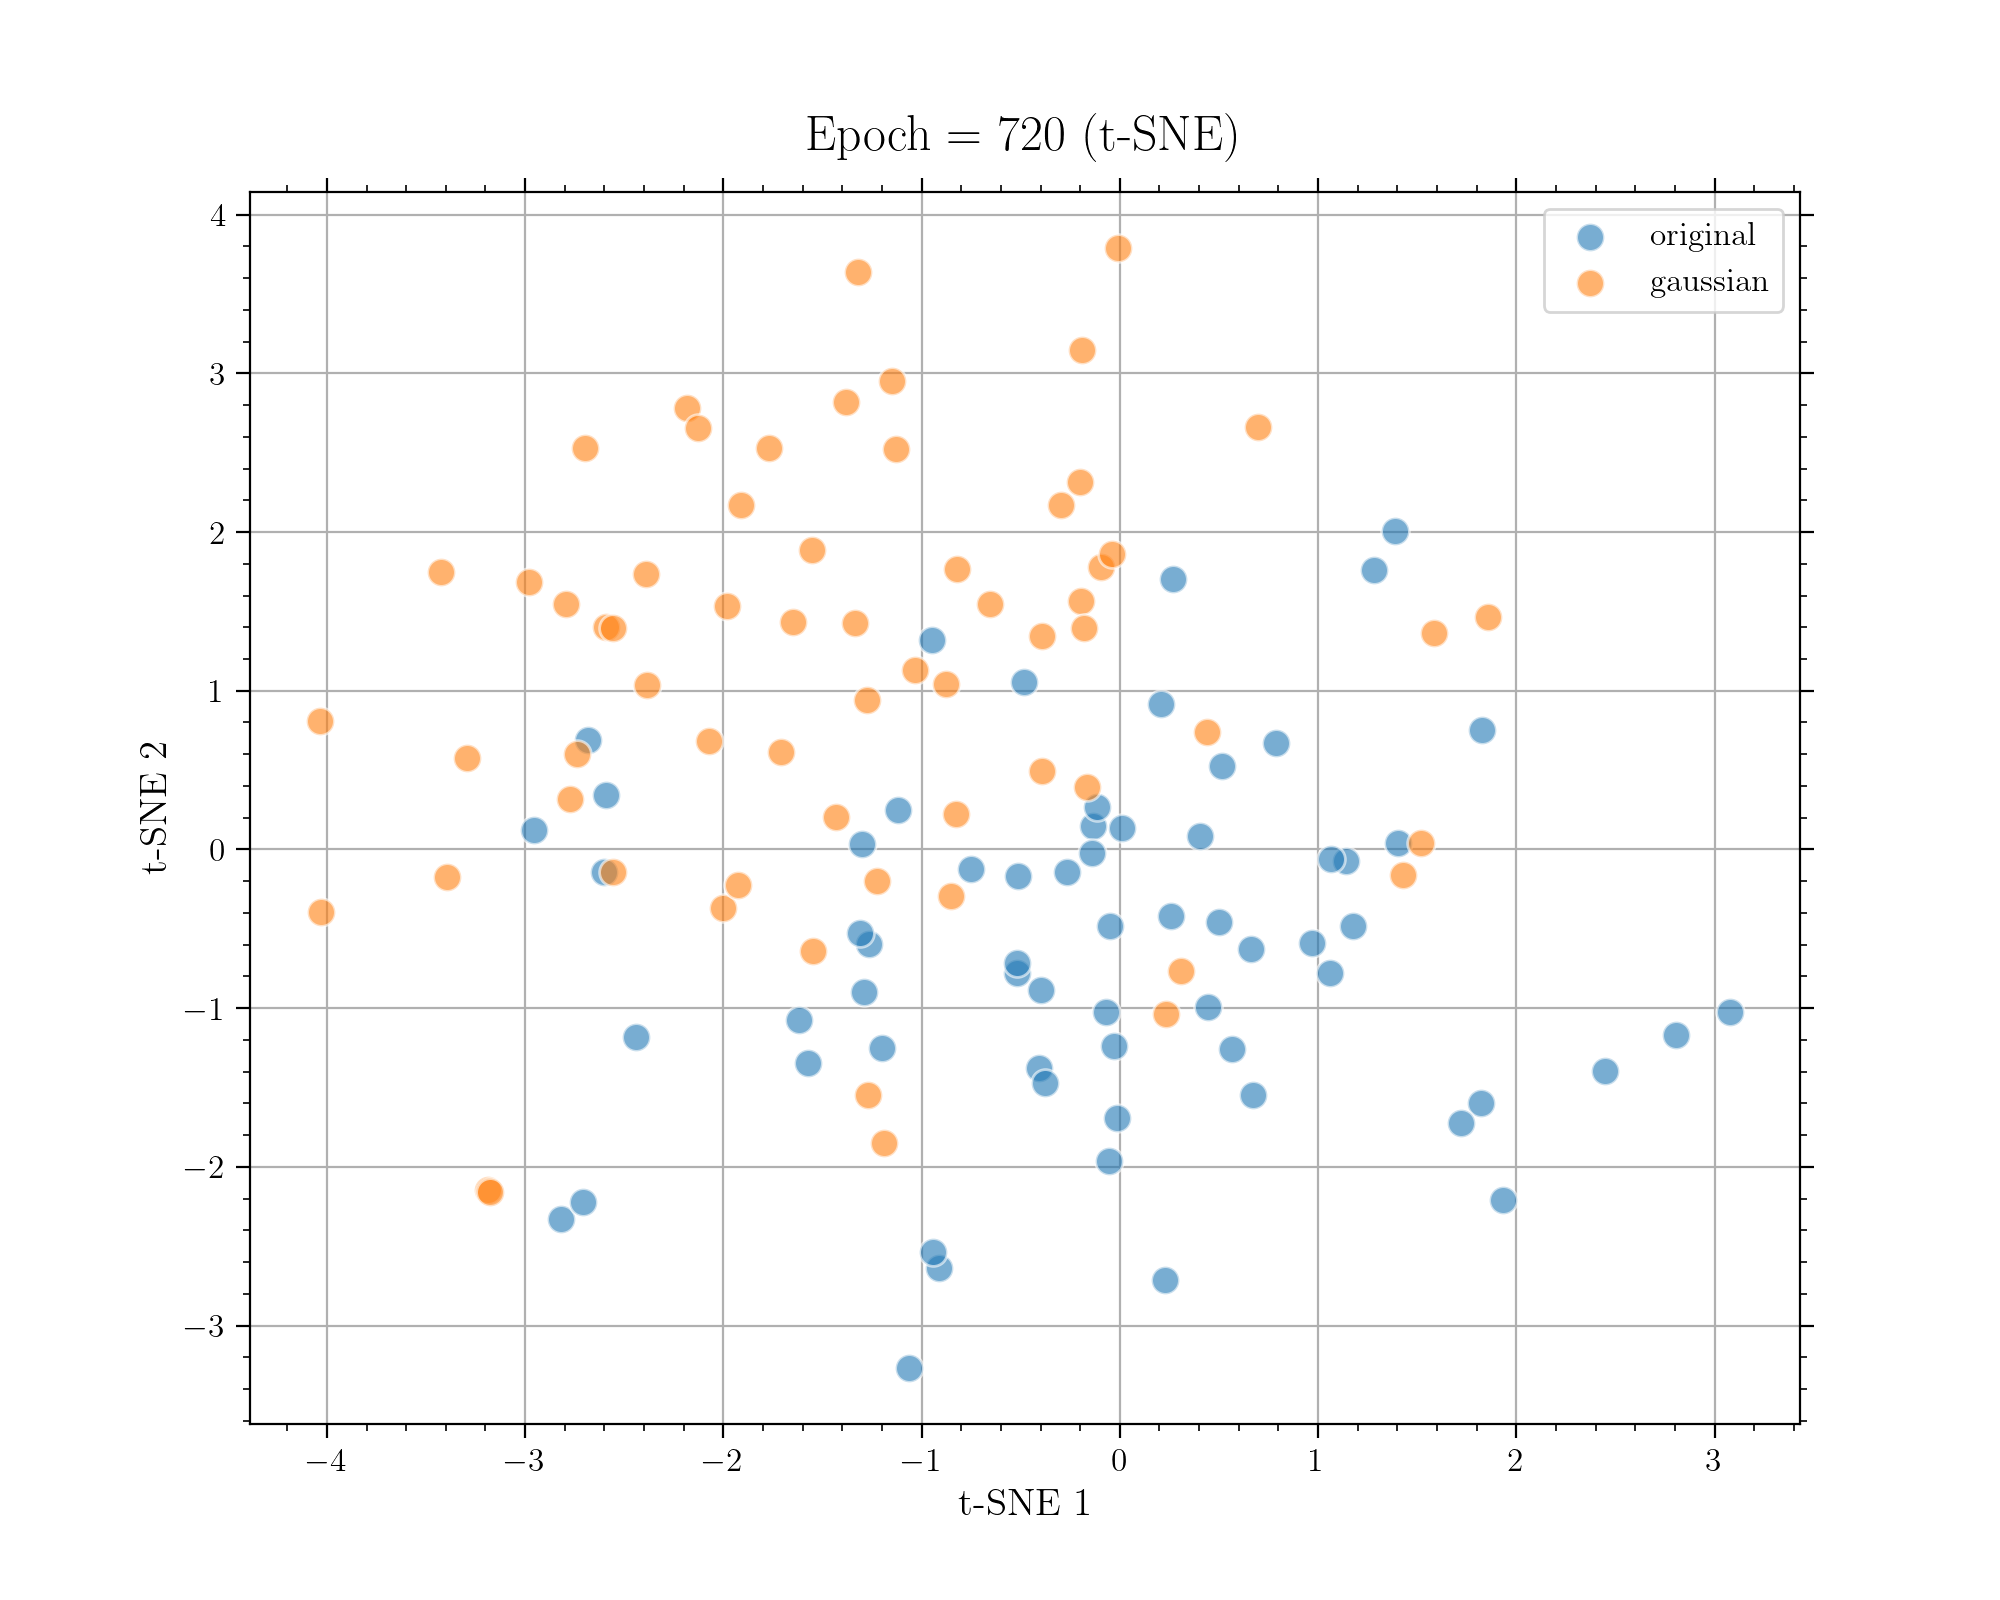 Epoch = 720 (t-SNE)
original
gaussian
4
3
2
1
0
−1
−2
−3
t-SNE 2
−4 −3 −2 −1 0 1 2 3
t-SNE 1